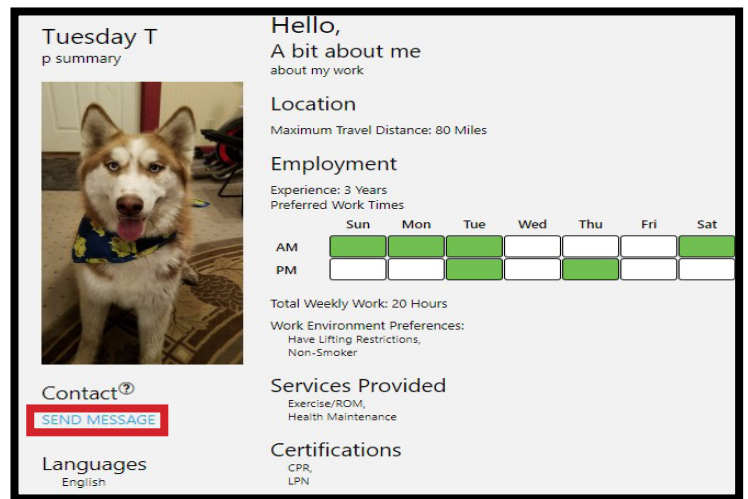 Tuesday T
p summary
Contact?
SEND MESSAGE
Languages
English
Hello,
A bit about me
about my work
Location
Maximum Travel Distance: 80 Miles
Employment
Experience: 3 Years
Preferred Work Times
Sun Mon Tue Wed Thu Fri Sat
AM
PM
Total Weekly Work: 20 Hours
Work Environment Preferences:
Have Lifting Restrictions,
Non-Smoker
Services Provided
Exercise/ROM,
Health Maintenance
Certifications
CPR,
LPN